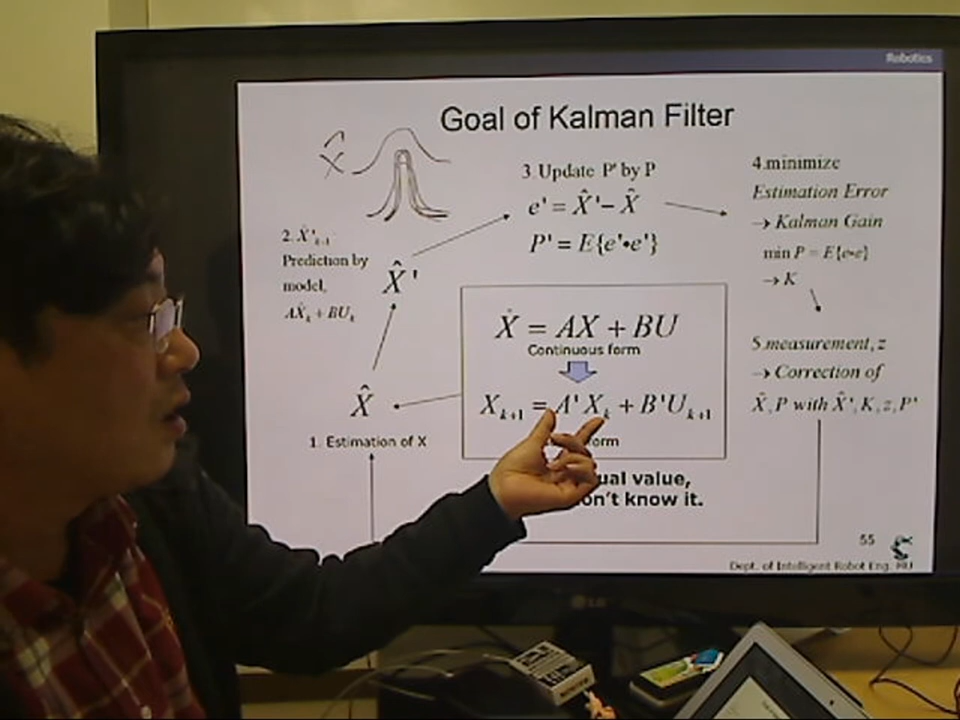 Robotics
Goal of Kalman Filter
X̂
3.Update P' by P
e' = X̂' − X̂
P' = E{e'•e'}
4.minimize
Estimation Error
→ Kalman Gain
min P = E{e•e}
→ K
2. X̂'ₖ₊₁
Prediction by
model,
AX̂ₖ + BUₖ
X̂'
Ẋ = AX + BU
Continuous form
Xₖ₊₁ = A'Xₖ + B'Uₖ₊₁
form
5.measurement, z
→ Correction of
X̂, P with X̂', K, z, P'
X̂
1. Estimation of X
value,
know it.
55
Dept. of Intelligent Robot Eng. HU
LG